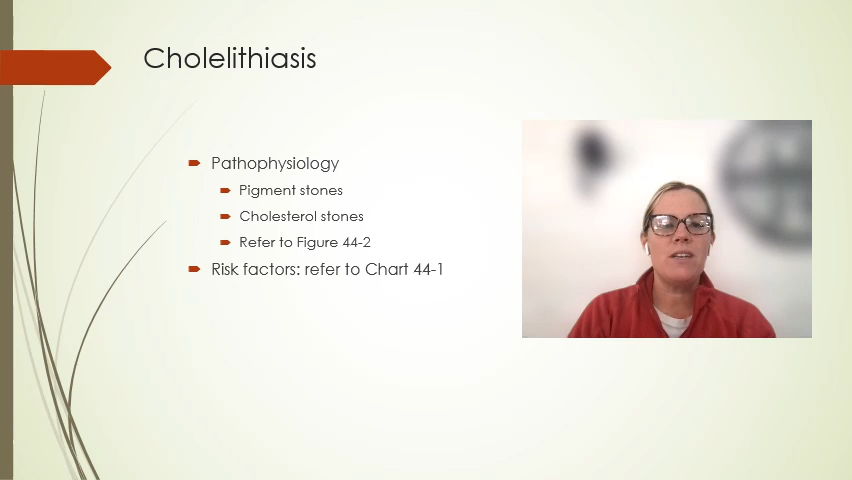 Cholelithiasis
Pathophysiology
Pigment stones
Cholesterol stones
Refer to Figure 44-2
Risk factors: refer to Chart 44-1